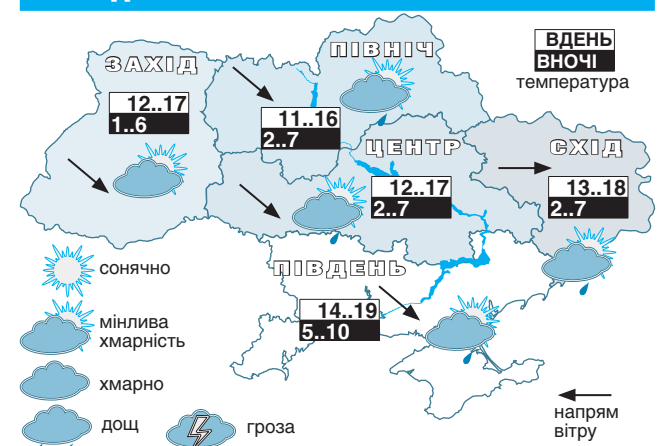 ПІВНІЧ
ВДЕНЬ
ВНОЧІ
температура
ЗАХІД
12..17
1..6
11..16
2..7
ЦЕНТР
12..17
2..7
СХІД
13..18
2..7
ПІВДЕНЬ
14..19
5..10
сонячно
мінлива
хмарність
хмарно
дощ
гроза
напрям
вітру